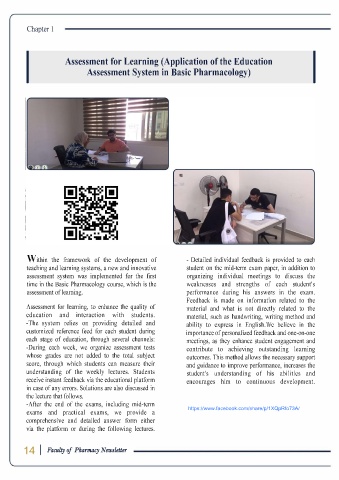 Chapter 1
Assessment for Learning (Application of the Education
Assessment System in Basic Pharmacology)
Within the framework of the development of
teaching and learning systems, a new and innovative
assessment system was implemented for the first
time in the Basic Pharmacology course, which is the
assessment of learning.
Assessment for learning, to enhance the quality of
education and interaction with students.
-The system relies on providing detailed and
customized reference feed for each student during
each stage of education, through several channels:
-During each week, we organize assessment tests
whose grades are not added to the total subject
score, through which students can measure their
understanding of the weekly lectures. Students
receive instant feedback via the educational platform
in case of any errors. Solutions are also discussed in
the lecture that follows.
-After the end of the exams, including mid-term
exams and practical exams, we provide a
comprehensive and detailed answer form either
via the platform or during the following lectures.
- Detailed individual feedback is provided to each
student on the mid-term exam paper, in addition to
organizing individual meetings to discuss the
weaknesses and strengths of each student's
performance during his answers in the exam.
Feedback is made on information related to the
material and what is not directly related to the
material, such as handwriting, writing method and
ability to express in English.We believe in the
importance of personalized feedback and one-on-one
meetings, as they enhance student engagement and
contribute to achieving outstanding learning
outcomes. This method allows the necessary support
and guidance to improve performance, increases the
student's understanding of his abilities and
encourages him to continuous development.
14 Faculty of Pharmacy Newsletter